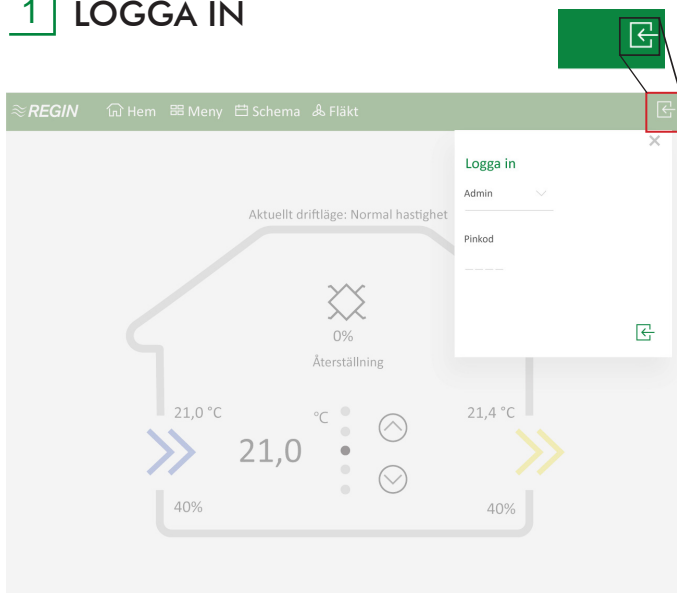 1 LOGGA IN
REGIN Hem Meny Schema Fläkt
Logga in
Admin
Aktuellt driftläge: Normal hastighet
Pinkod
0%
Återställning
21,0 °C
°C
21,4 °C
21,0
40%
40%